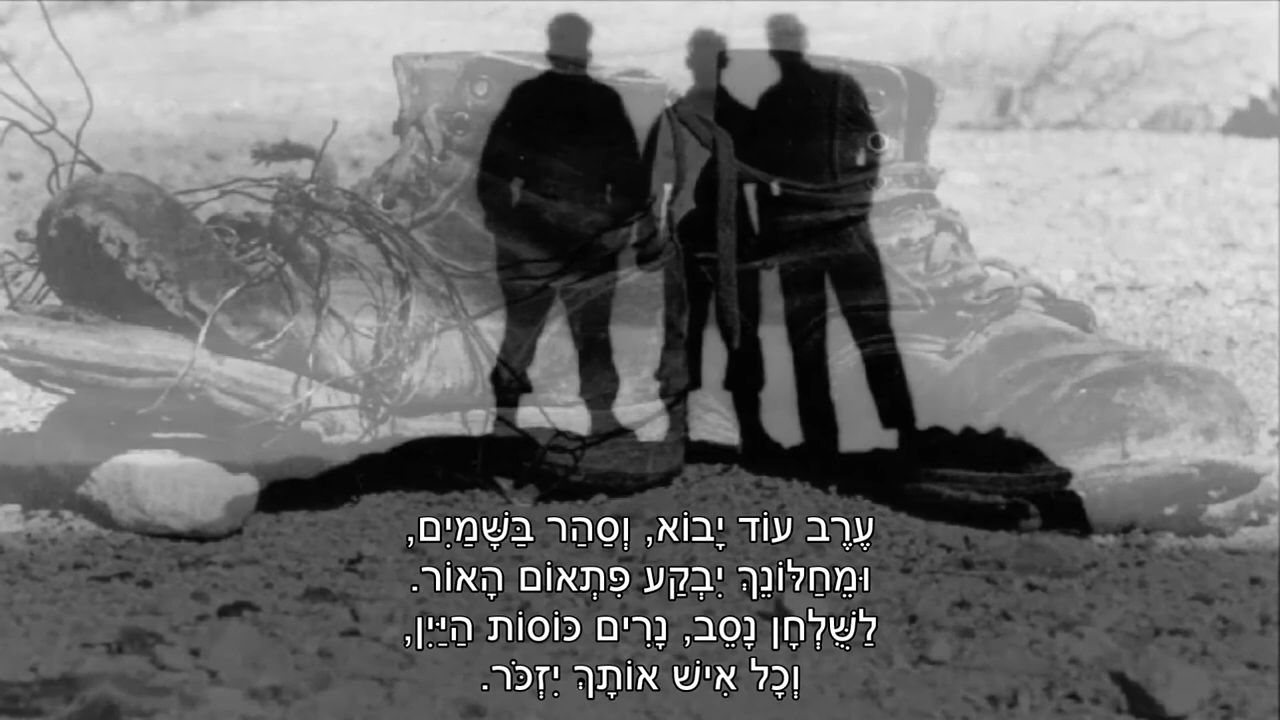 עֶרֶב עוֹד יָבוֹא, וְסַהַר בַּשָּׁמַיִם,
וּמֵחַלּוֹנֵךְ יִבְקַע פִּתְאוֹם הָאוֹר.
לַשֻּׁלְחָן נָסֵב, נָרִים כּוֹסוֹת הַיַּיִן,
וְכָל אִישׁ אוֹתָךְ יִזְכֹּר.